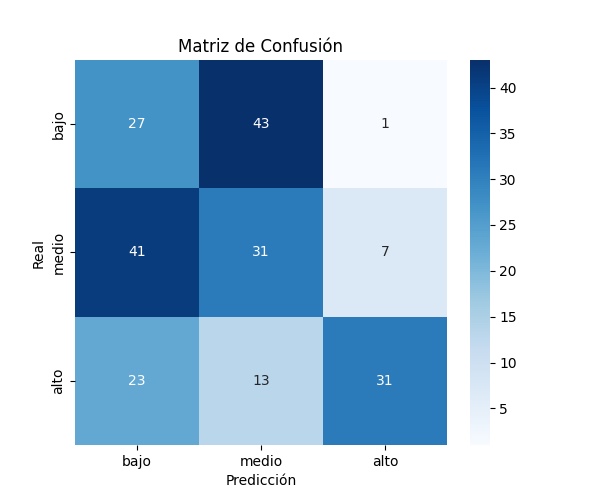 Matriz de Confusión
bajo 27 43 1
Real
medio 41 31 7
alto 23 13 31
bajo medio alto
Predicción
40
35
30
25
20
15
10
5